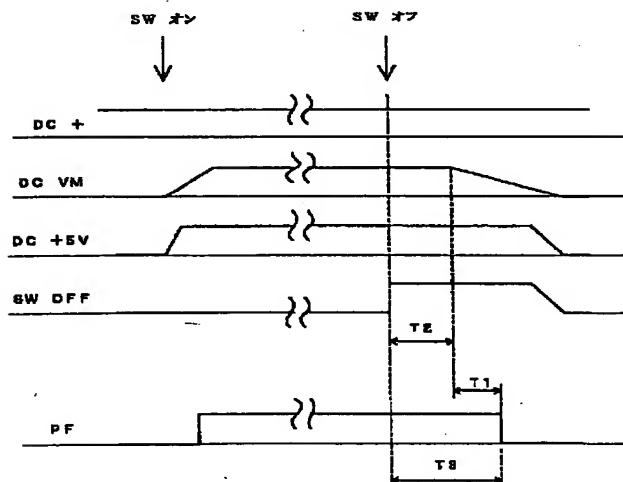 SW オン
SW オフ
DC +
DC VM
DC +5V
SW OFF
T2
T1
PF
T3